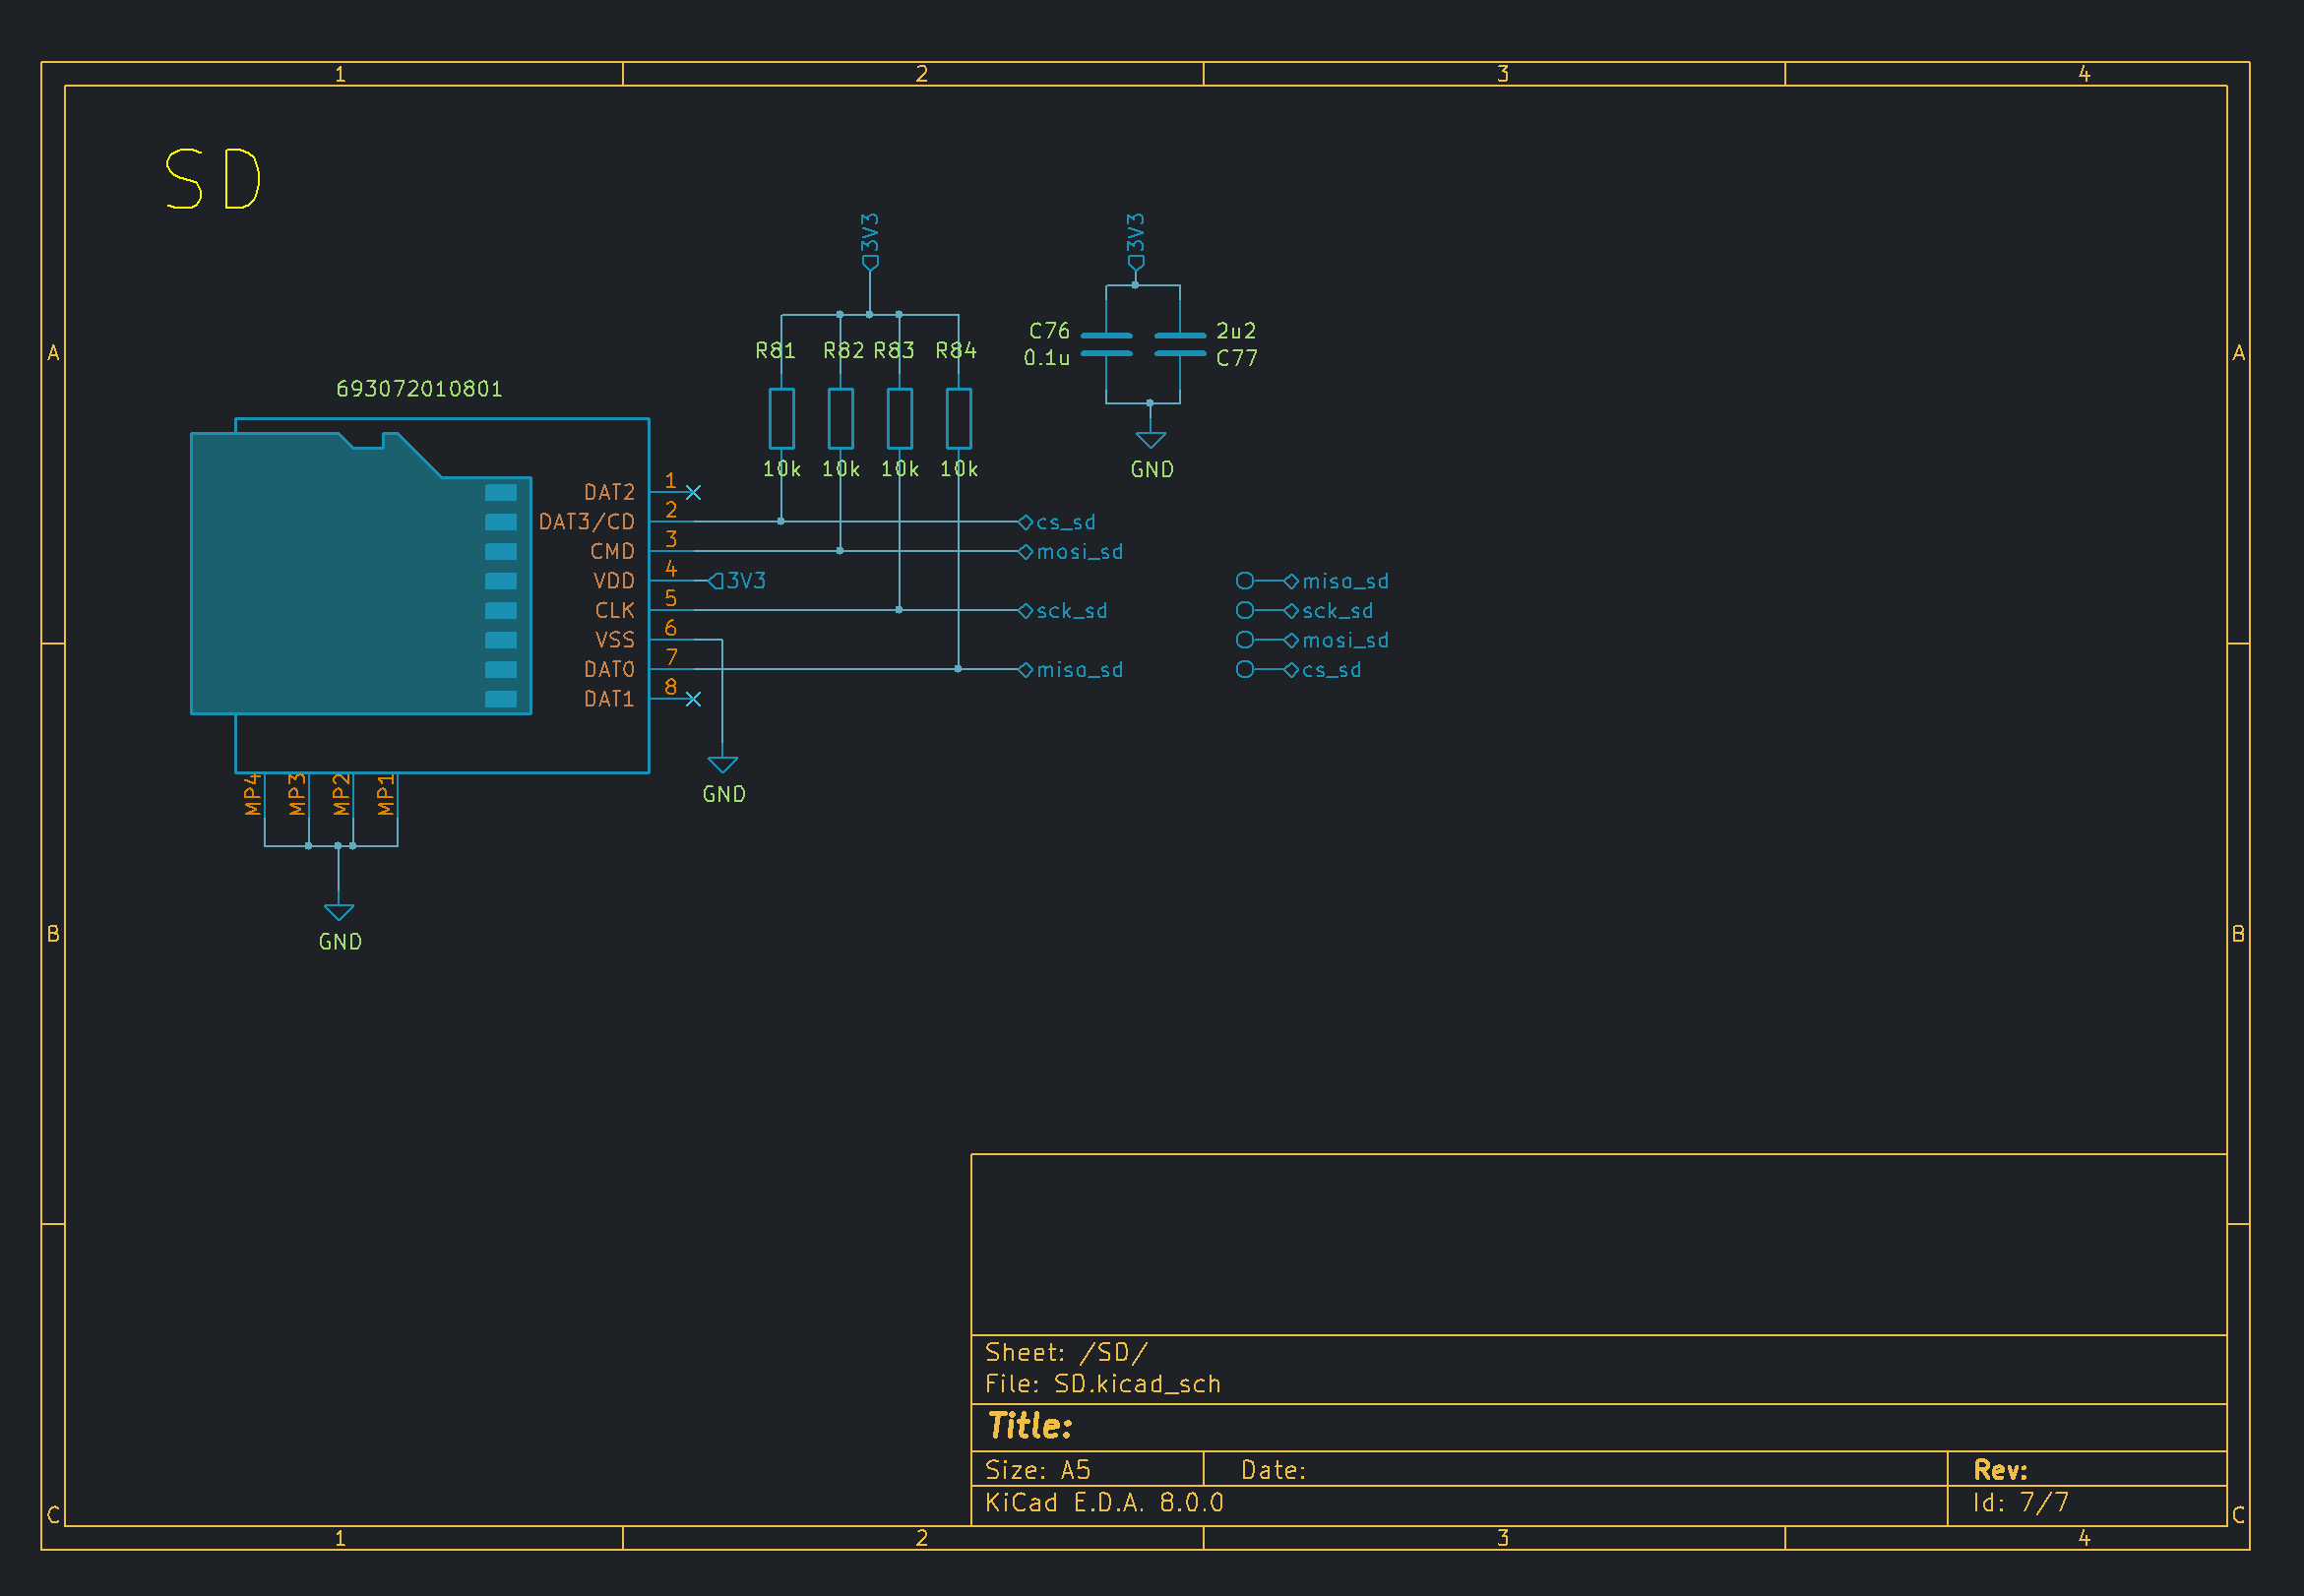 1 2 3 4
SD
3V3 3V3
C76 2u2
0.1u C77
R81 R82 R83 R84
A A
693072010801
10k 10k 10k 10k
GND
DAT2 1
DAT3/CD 2 cs_sd
CMD 3 mosi_sd
VDD 4 3V3 misa_sd
CLK 5 sck_sd sck_sd
VSS 6 mosi_sd
DAT0 7 misa_sd cs_sd
DAT1 8
MP4 MP3 MP2 MP1
GND
GND
B B
Sheet: /SD/
File: SD.kicad_sch
Title:
Size: A5 Date: Rev:
KiCad E.D.A. 8.0.0 Id: 7/7
C C
1 2 3 4